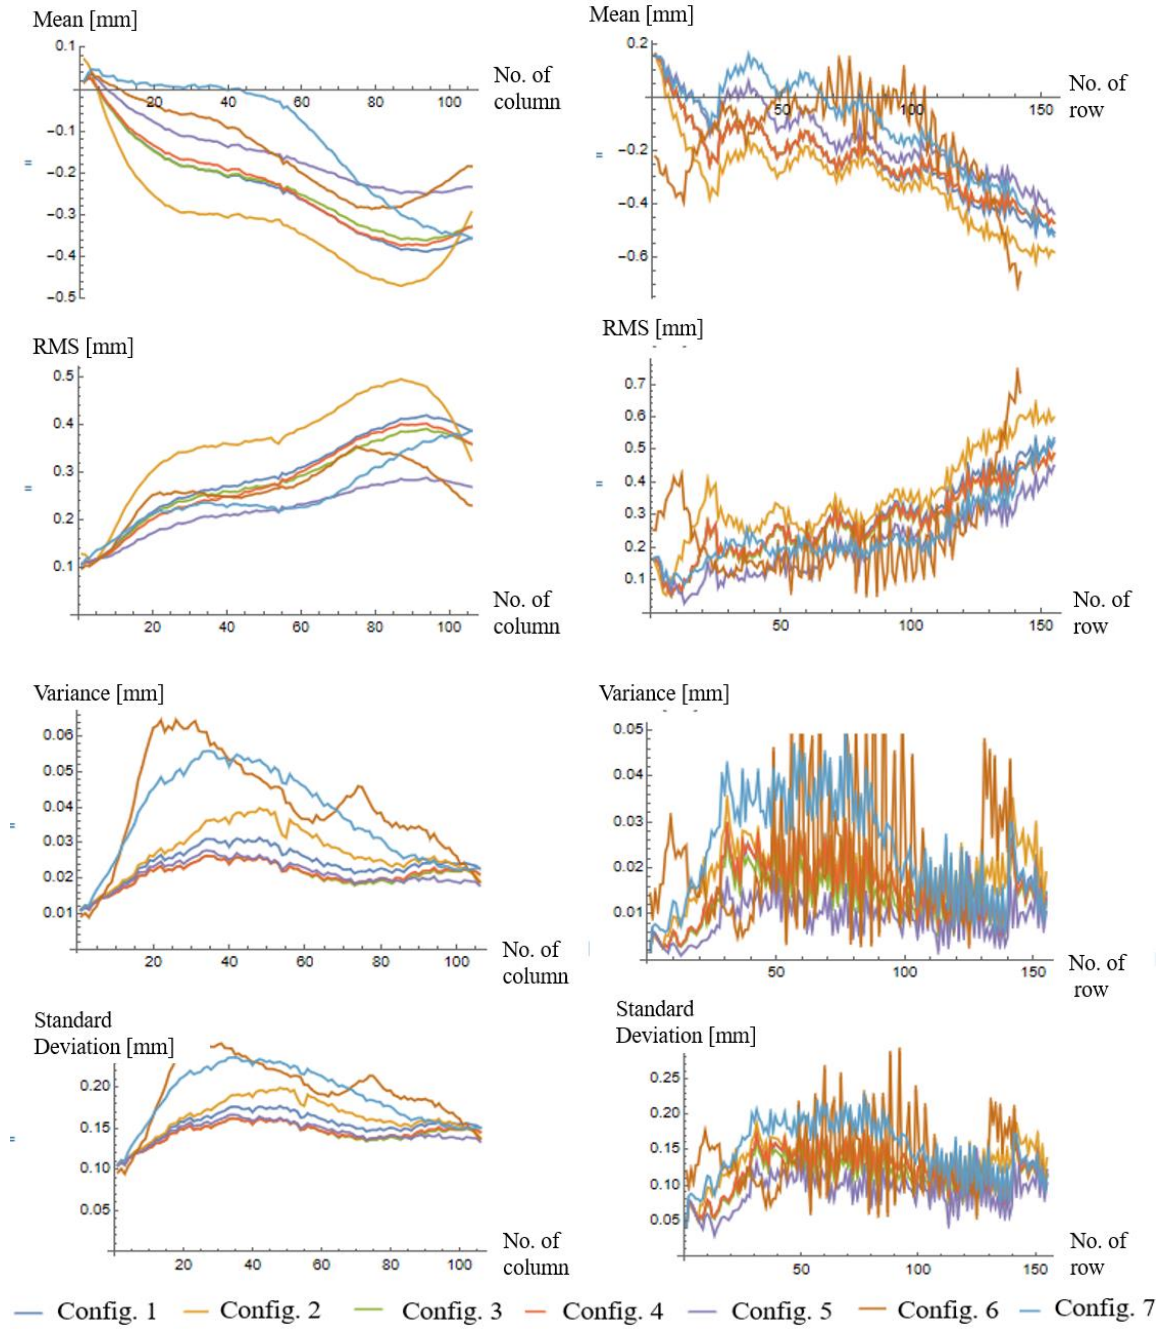 Mean [mm]
0.1
−0.1
−0.2
−0.3
−0.4
−0.5
20 40 60 80 100
No. of
column
Mean [mm]
0.2
−0.2
−0.4
−0.6
50 100 150
No. of
row
RMS [mm]
0.5
0.4
0.3
0.2
0.1
20 40 60 80 100
No. of
column
RMS [mm]
0.7
0.6
0.5
0.4
0.3
0.2
0.1
50 100 150
No. of
row
Variance [mm]
0.06
0.05
0.04
0.03
0.02
0.01
20 40 60 80 100
No. of
column
Variance [mm]
0.05
0.04
0.03
0.02
0.01
50 100 150
No. of
row
Standard
Deviation [mm]
0.20
0.15
0.10
0.05
20 40 60 80 100
No. of
column
Standard
Deviation [mm]
0.25
0.20
0.15
0.10
0.05
50 100 150
No. of
row
Config. 1 Config. 2 Config. 3 Config. 4 Config. 5 Config. 6 Config. 7